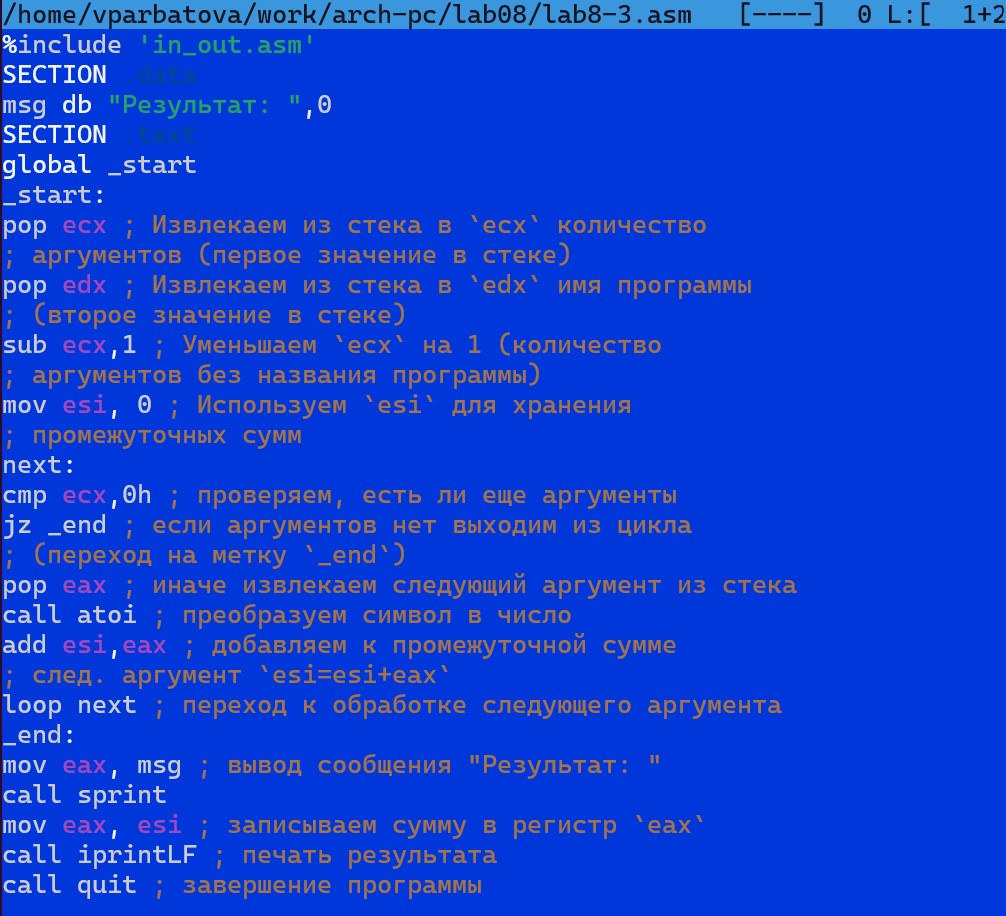 /home/vparbatova/work/arch-pc/lab08/lab8-3.asm   [----]  0 L:[  1+2
%include 'in_out.asm'
SECTION .data
msg db "Результат: ",0
SECTION .text
global _start
_start:
pop ecx ; Извлекаем из стека в `ecx` количество
; аргументов (первое значение в стеке)
pop edx ; Извлекаем из стека в `edx` имя программы
; (второе значение в стеке)
sub ecx,1 ; Уменьшаем `ecx` на 1 (количество
; аргументов без названия программы)
mov esi, 0 ; Используем `esi` для хранения
; промежуточных сумм
next:
cmp ecx,0h ; проверяем, есть ли еще аргументы
jz _end ; если аргументов нет выходим из цикла
; (переход на метку `_end`)
pop eax ; иначе извлекаем следующий аргумент из стека
call atoi ; преобразуем символ в число
add esi,eax ; добавляем к промежуточной сумме
; след. аргумент `esi=esi+eax`
loop next ; переход к обработке следующего аргумента
_end:
mov eax, msg ; вывод сообщения "Результат: "
call sprint
mov eax, esi ; записываем сумму в регистр `eax`
call iprintLF ; печать результата
call quit ; завершение программы